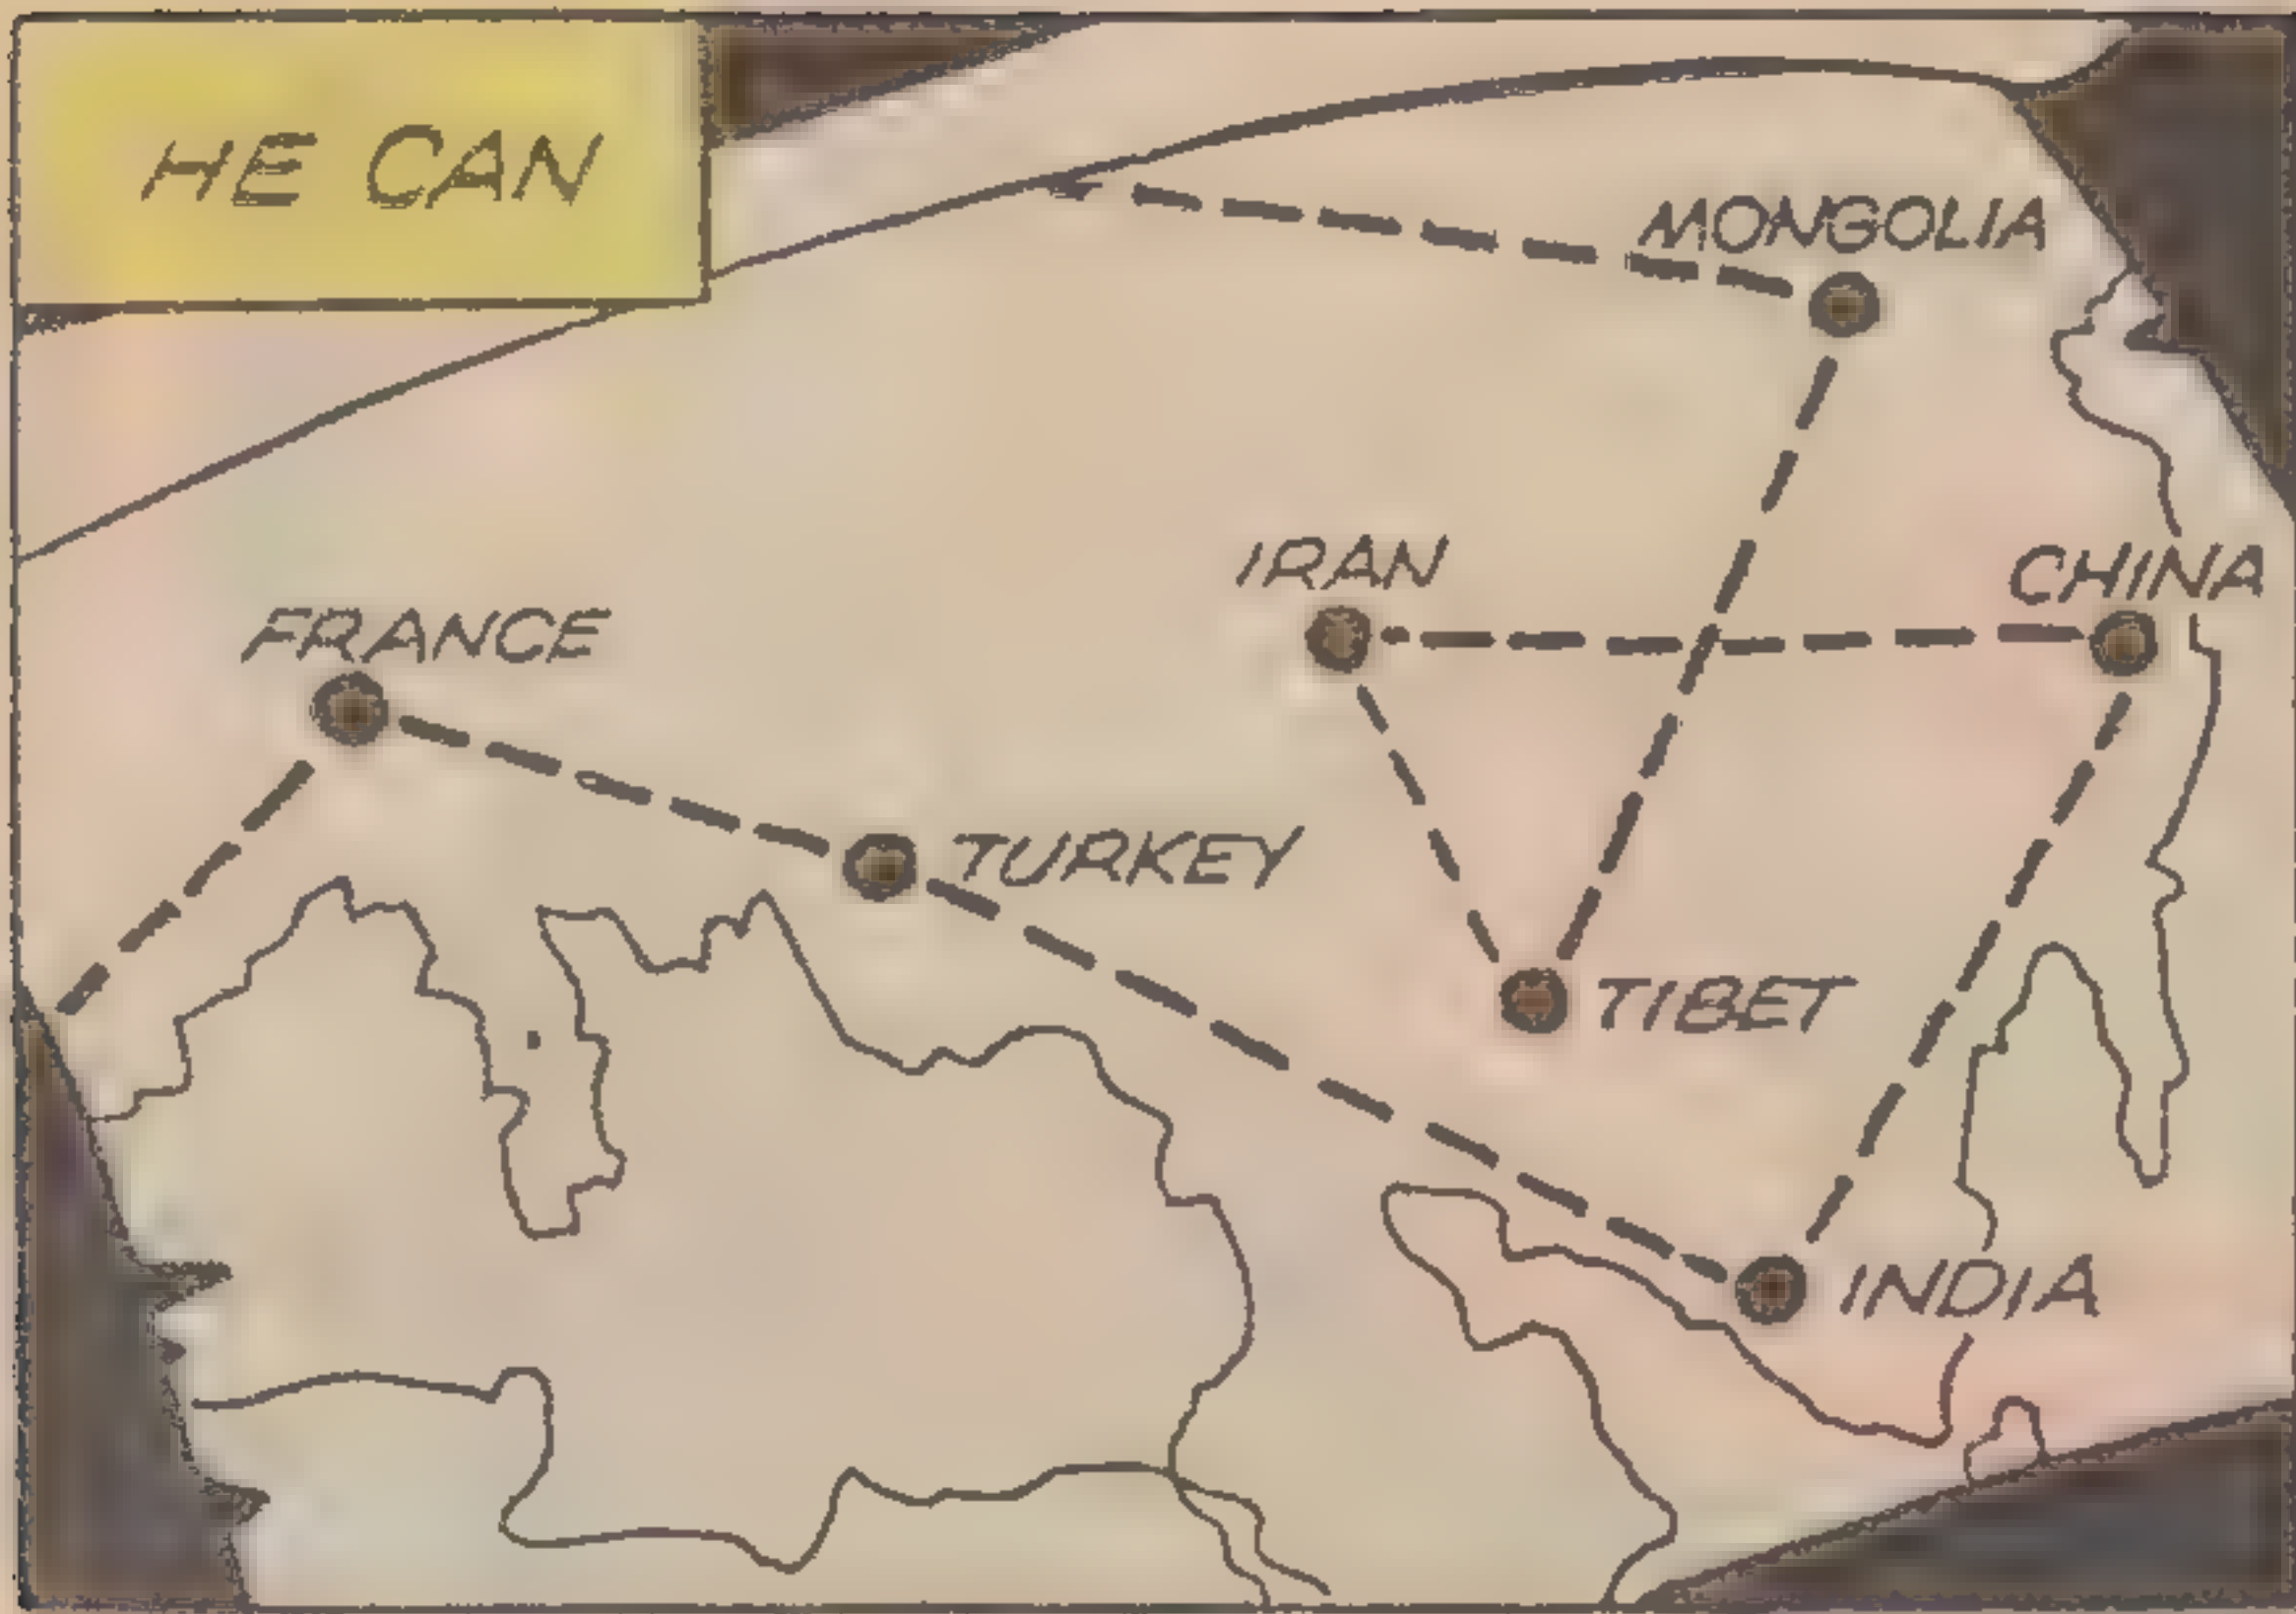 HE CAN
MONGOLIA
IRAN
CHINA
FRANCE
TURKEY
TIBET
INDIA